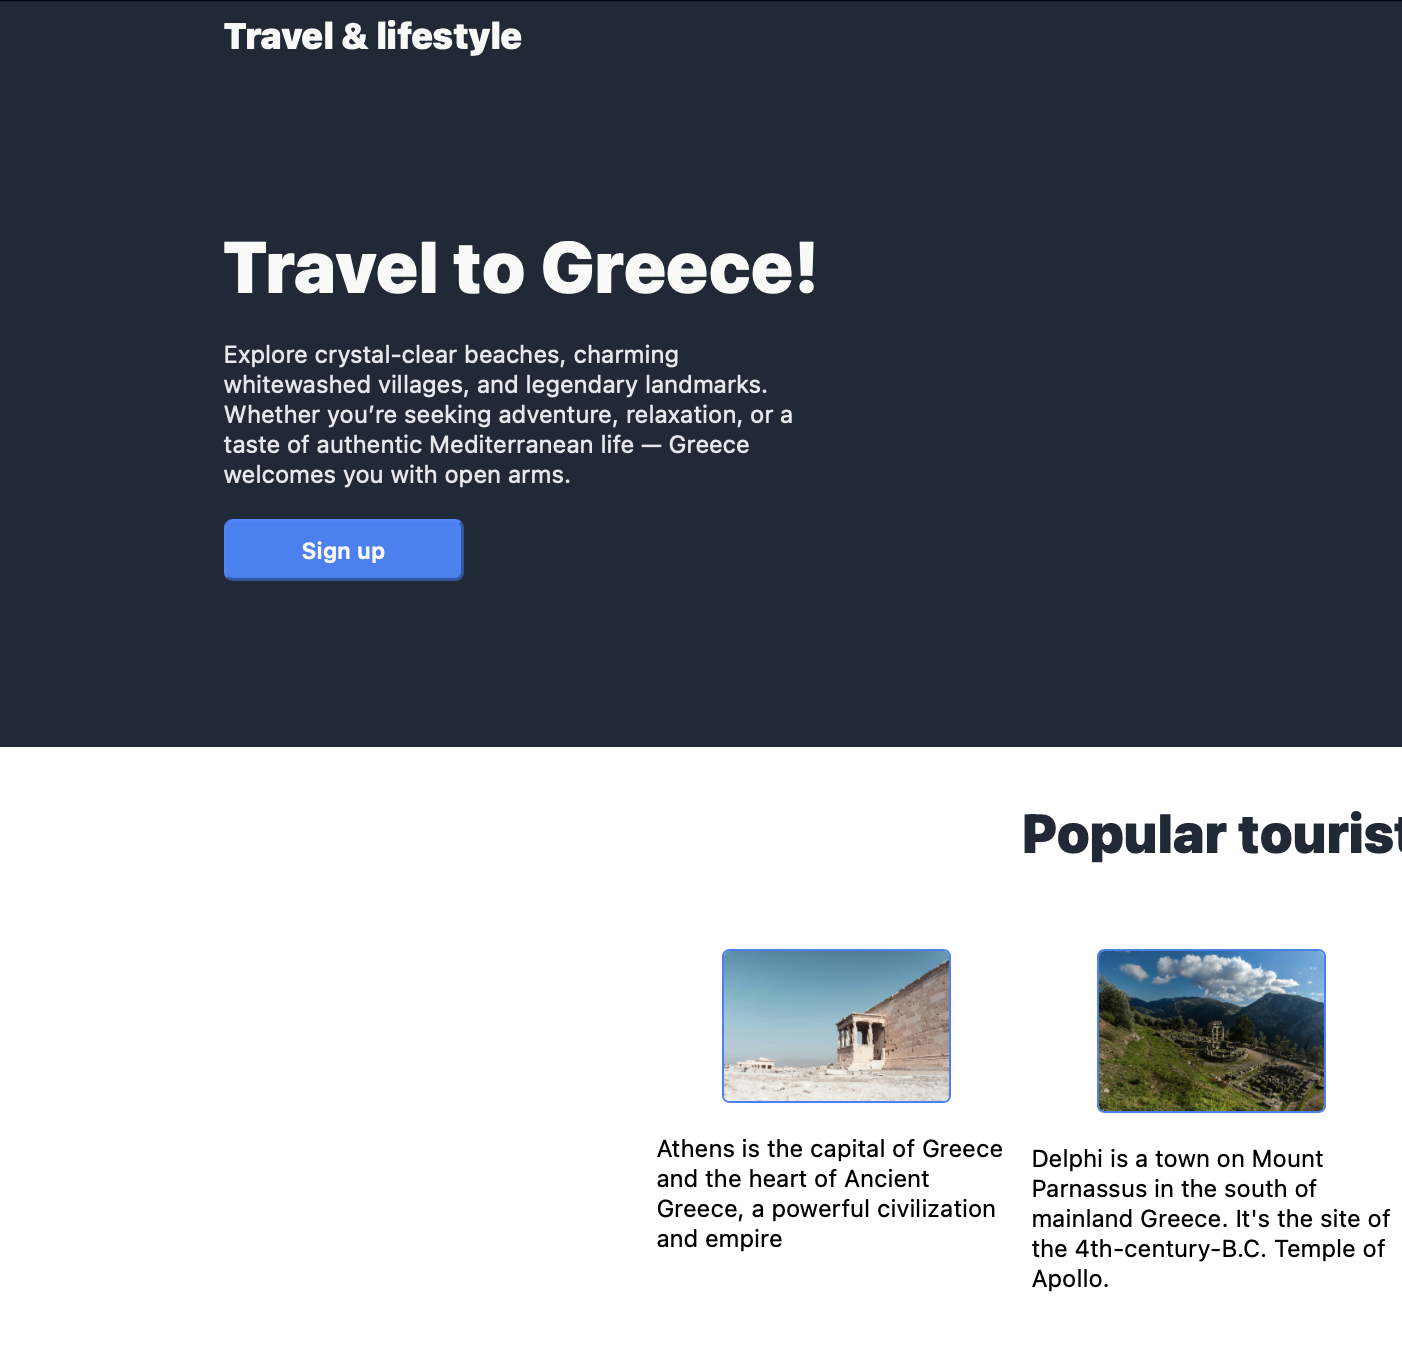 Travel & lifestyle
Travel to Greece!
Explore crystal-clear beaches, charming
whitewashed villages, and legendary landmarks.
Whether you’re seeking adventure, relaxation, or a
taste of authentic Mediterranean life — Greece
welcomes you with open arms.
Sign up
Popular tourist
Athens is the capital of Greece
and the heart of Ancient
Greece, a powerful civilization
and empire
Delphi is a town on Mount
Parnassus in the south of
mainland Greece. It's the site of
the 4th-century-B.C. Temple of
Apollo.